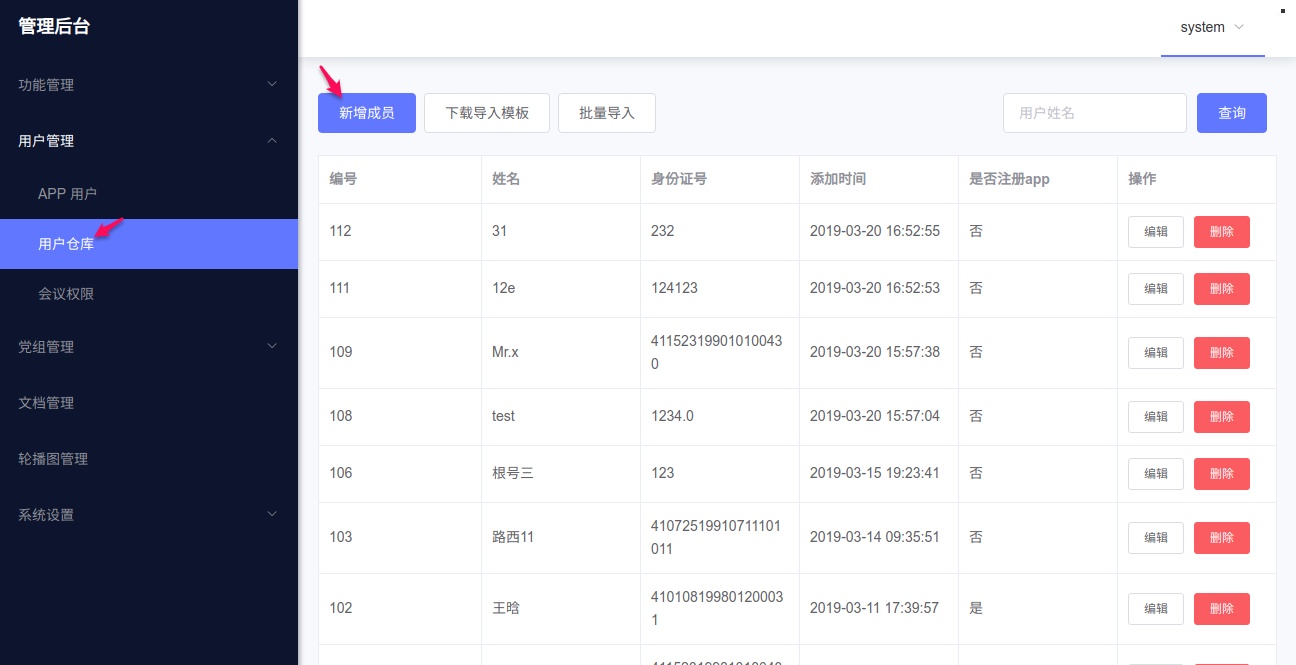 管理后台
system
功能管理
用户管理
APP 用户
用户仓库
会议权限
党组管理
文档管理
轮播图管理
系统设置
新增成员 下载导入模板 批量导入 用户姓名 查询
编号 姓名 身份证号 添加时间 是否注册app 操作
112 31 232 2019-03-20 16:52:55 否 编辑 删除
111 12e 124123 2019-03-20 16:52:53 否 编辑 删除
109 Mr.x 41152319901010043 2019-03-20 15:57:38 否 编辑 删除
0
108 test 1234.0 2019-03-20 15:57:04 否 编辑 删除
106 根号三 123 2019-03-15 19:23:41 否 编辑 删除
103 路西11 41072519910711101 2019-03-14 09:35:51 否 编辑 删除
011
102 王晗 41010819980120003 2019-03-11 17:39:57 是 编辑 删除
1